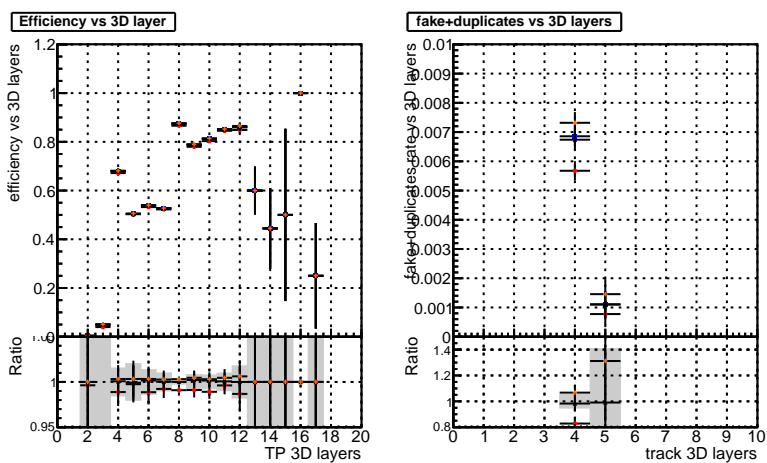 Efficiency vs 3D layer
efficiency vs 3D layers
1.2
1
0.8
0.6
0.4
0.2
0
Ratio
1
0.95
0 2 4 6 8 10 12 14 16 18 20
TP 3D layers
fake+duplicates vs 3D layers
fake+duplicates rate vs 3D layers
0.01
0.009
0.008
0.007
0.006
0.005
0.004
0.003
0.002
0.001
0
Ratio
1.4
1.2
1
0.8
0 1 2 3 4 5 6 7 8 9 10
track 3D layers